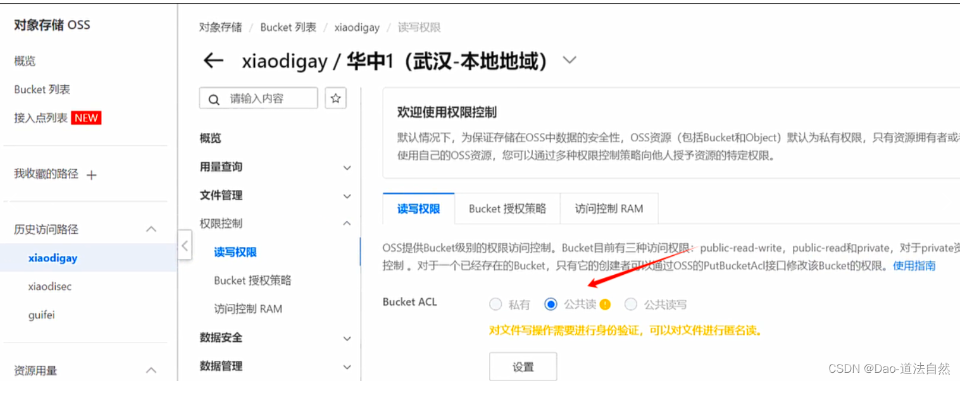 对象存储 OSS
概览
Bucket 列表
接入点列表 NEW
我收藏的路径 +
历史访问路径
xiaodigay
xiaodisec
guifei
资源用量
对象存储 / Bucket 列表 / xiaodigay / 读写权限
xiaodigay / 华中1（武汉-本地地域）
请输入内容
概览
用量查询
文件管理
权限控制
读写权限
Bucket 授权策略
访问控制 RAM
数据安全
数据管理
欢迎使用权限控制
默认情况下，为保证存储在OSS中数据的安全性，OSS资源（包括Bucket和Object）默认为私有权限，只有资源拥有者或
使用自己的OSS资源，您可以通过多种权限控制策略向他人授予资源的特定权限。
读写权限 Bucket 授权策略 访问控制 RAM
OSS提供Bucket级别的权限访问控制。Bucket目前有三种访问权限：public-read-write，public-read和private，对于private资
控制 。对于一个已经存在的Bucket，只有它的创建者可以通过OSS的PutBucketAcl接口修改该Bucket的权限。使用指南
Bucket ACL 私有 公共读 公共读写
对文件写操作需要进行身份验证，可以对文件进行匿名读。
设置
CSDN @Dao-道法自然